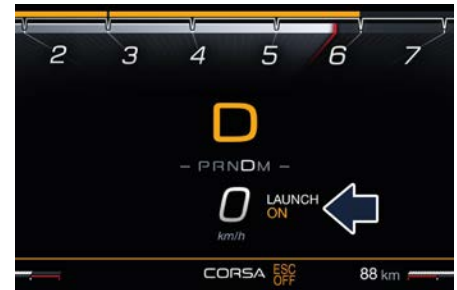 2 3 4 5 6 7
D
– PRNDM –
0 LAUNCH
ON
km/h
CORSA ESC
OFF
88 km